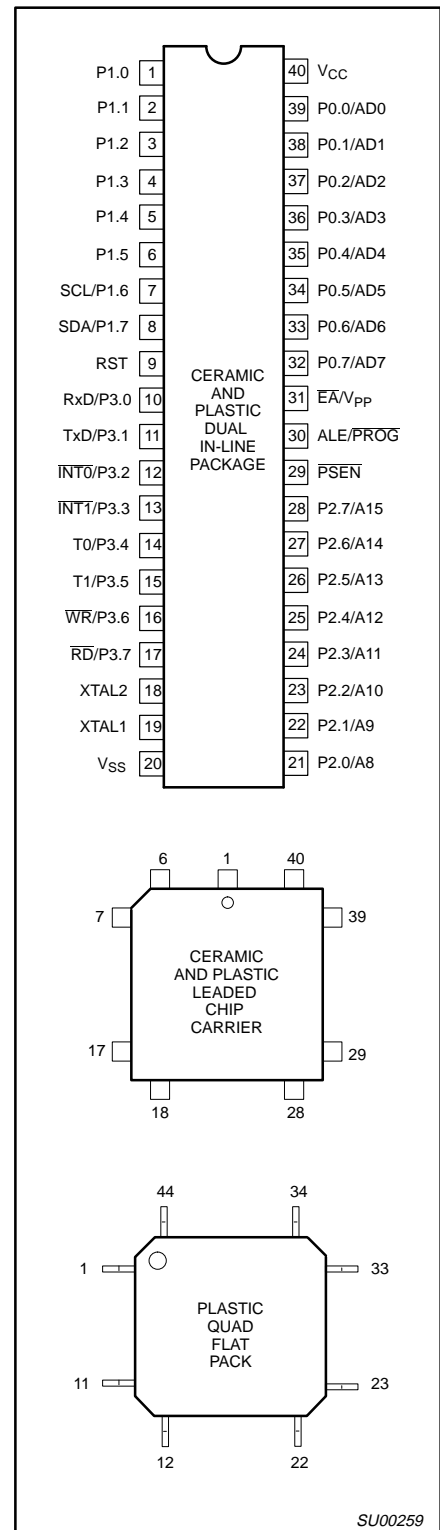 P1.0 1 40 VCC
P1.1 2 39 P0.0/AD0
P1.2 3 38 P0.1/AD1
P1.3 4 37 P0.2/AD2
P1.4 5 36 P0.3/AD3
P1.5 6 35 P0.4/AD4
SCL/P1.6 7 34 P0.5/AD5
SDA/P1.7 8 33 P0.6/AD6
RST 9 32 P0.7/AD7
RxD/P3.0 10 31 E̅A̅/VPP
TxD/P3.1 11 30 ALE/P̅R̅O̅G̅
I̅N̅T̅0̅/P3.2 12 29 P̅S̅E̅N̅
I̅N̅T̅1̅/P3.3 13 28 P2.7/A15
T0/P3.4 14 27 P2.6/A14
T1/P3.5 15 26 P2.5/A13
W̅R̅/P3.6 16 25 P2.4/A12
R̅D̅/P3.7 17 24 P2.3/A11
XTAL2 18 23 P2.2/A10
XTAL1 19 22 P2.1/A9
VSS 20 21 P2.0/A8
CERAMIC
AND
PLASTIC
DUAL
IN-LINE
PACKAGE
6 1 40
7 39
CERAMIC
AND PLASTIC
LEADED
CHIP
CARRIER
17 29
18 28
44 34
1 33
PLASTIC
QUAD
FLAT
PACK
11 23
12 22
SU00259